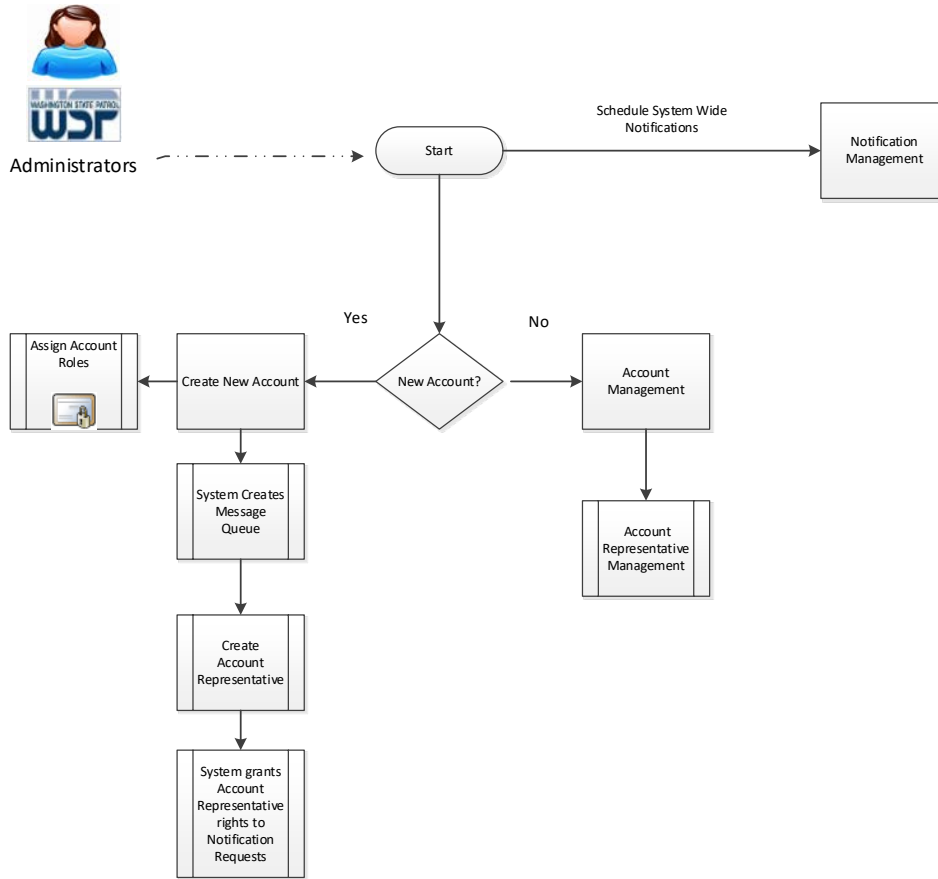 WASHINGTON STATE PATROL
WSP
Administrators
Start
Schedule System Wide
Notifications
Notification
Management
Yes
No
Assign Account
Roles
Create New Account
New Account?
Account
Management
System Creates
Message
Queue
Account
Representative
Management
Create
Account
Representative
System grants
Account
Representative
rights to
Notification
Requests